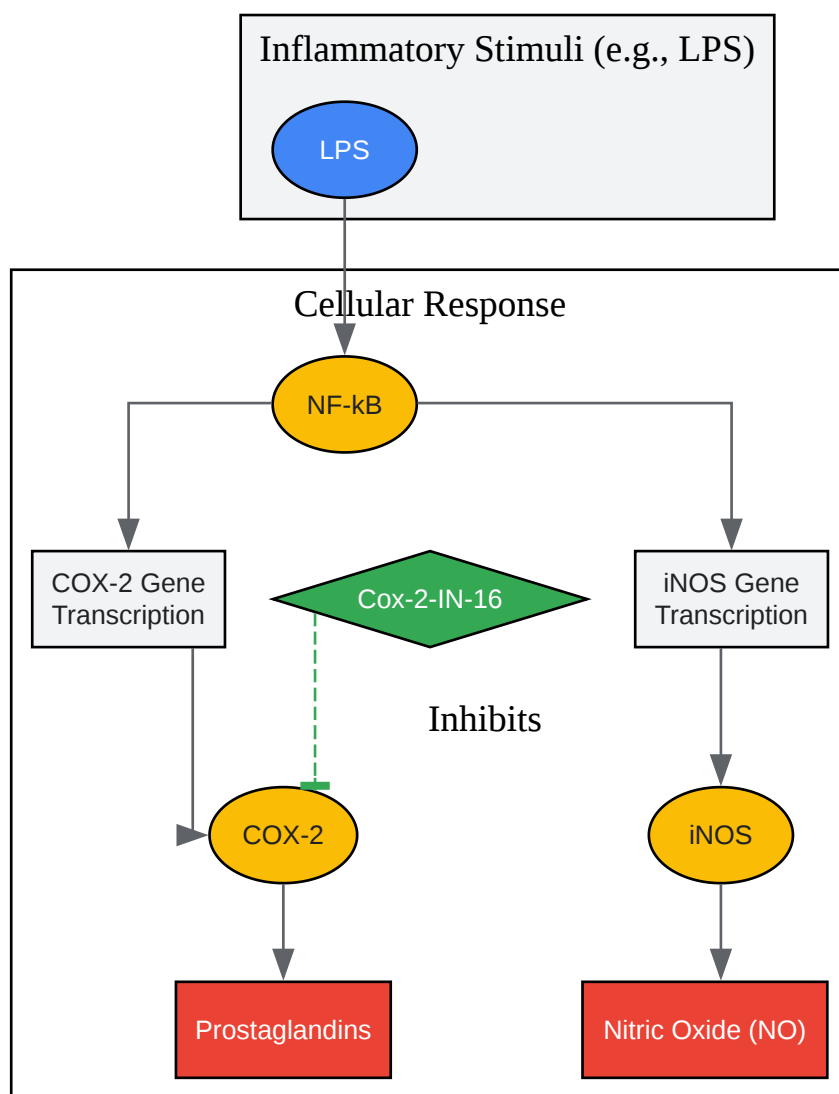 Inflammatory Stimuli (e.g., LPS)
LPS
Cellular Response
NF-kB
COX-2 Gene
Transcription
Cox-2-IN-16
iNOS Gene
Transcription
Inhibits
COX-2
iNOS
Prostaglandins
Nitric Oxide (NO)